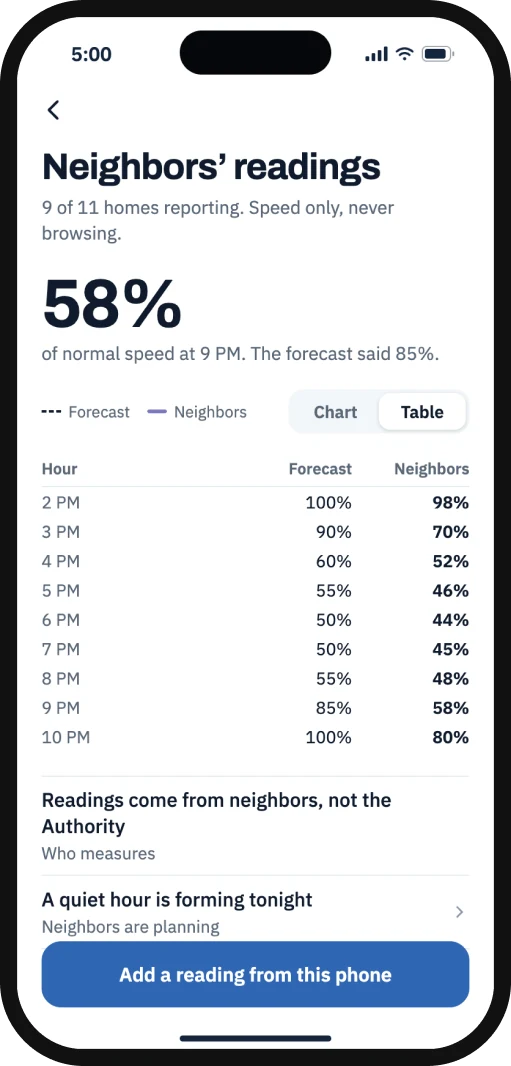 5:00
Neighbors’ readings
9 of 11 homes reporting. Speed only, never
browsing.
58%
of normal speed at 9 PM. The forecast said 85%.
Forecast Neighbors Chart Table
Hour Forecast Neighbors
2 PM 100% 98%
3 PM 90% 70%
4 PM 60% 52%
5 PM 55% 46%
6 PM 50% 44%
7 PM 50% 45%
8 PM 55% 48%
9 PM 85% 58%
10 PM 100% 80%
Readings come from neighbors, not the
Authority
Who measures
A quiet hour is forming tonight
Neighbors are planning
Add a reading from this phone